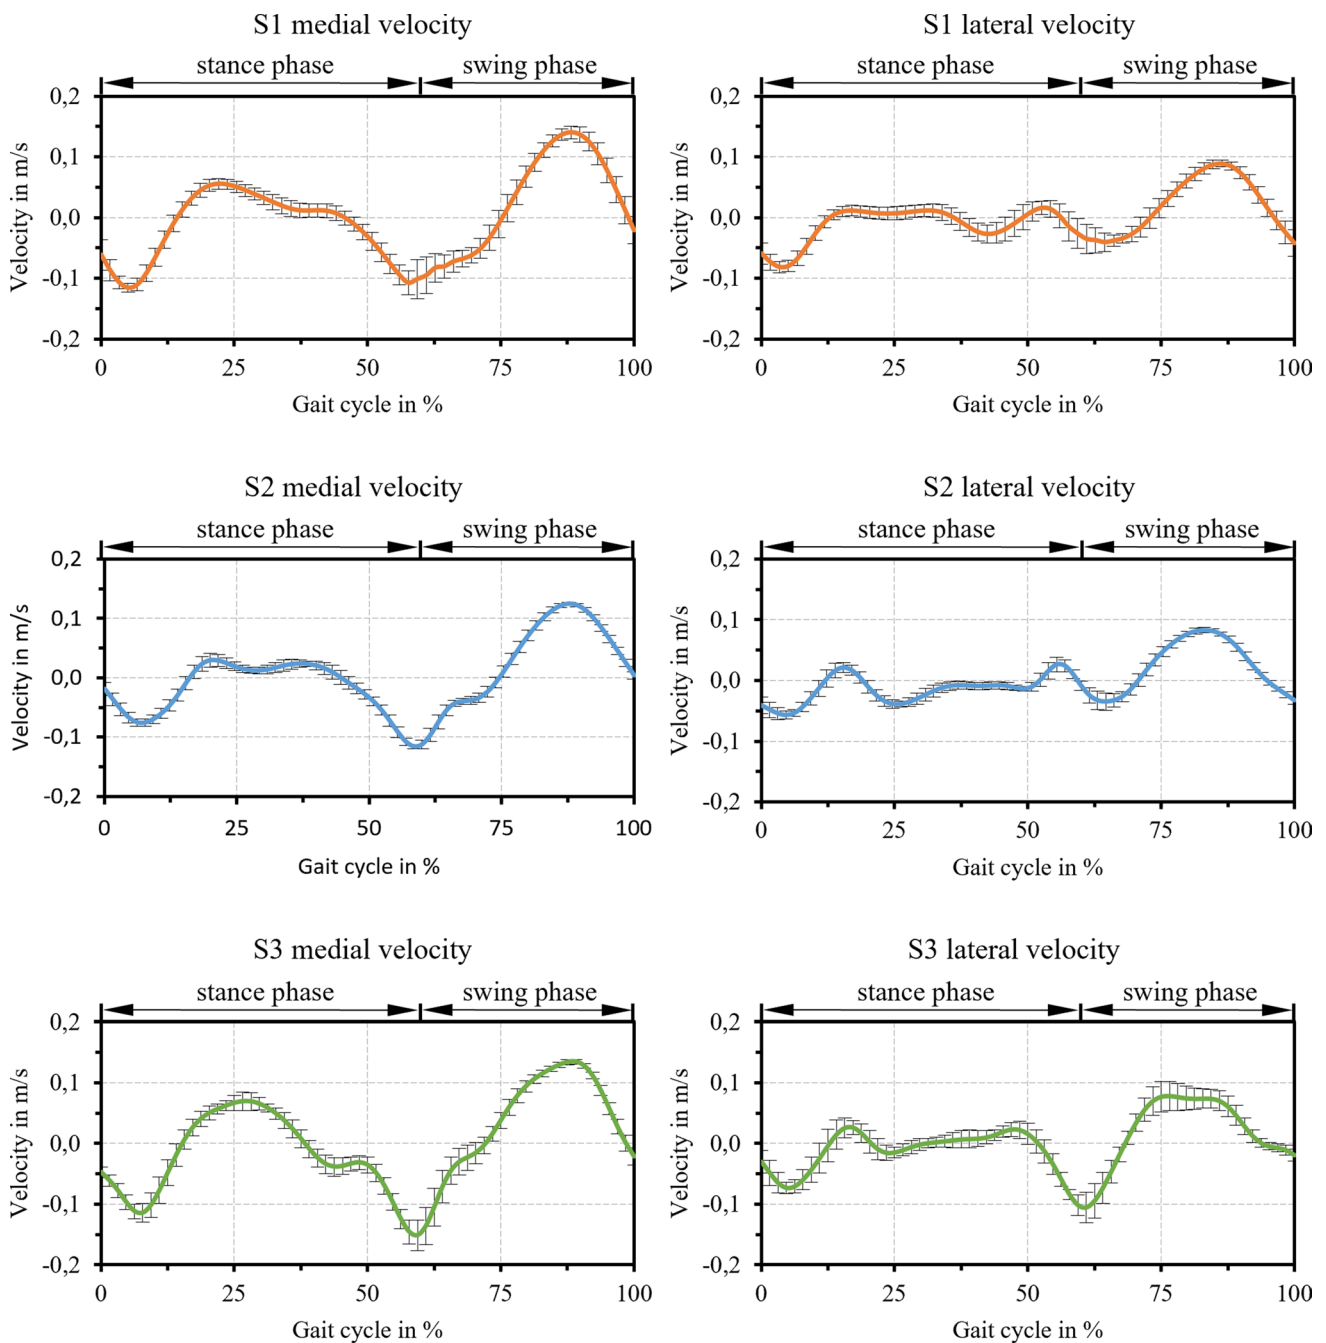 S1 medial velocity
stance phase swing phase
0,2
0,1
0,0
-0,1
-0,2
Velocity in m/s
0 25 50 75 100
Gait cycle in %
S1 lateral velocity
stance phase swing phase
0,2
0,1
0,0
-0,1
-0,2
Velocity in m/s
0 25 50 75 100
Gait cycle in %
S2 medial velocity
stance phase swing phase
0,2
0,1
0,0
-0,1
-0,2
Velocity in m/s
0 25 50 75 100
Gait cycle in %
S2 lateral velocity
stance phase swing phase
0,2
0,1
0,0
-0,1
-0,2
Velocity in m/s
0 25 50 75 100
Gait cycle in %
S3 medial velocity
stance phase swing phase
0,2
0,1
0,0
-0,1
-0,2
Velocity in m/s
0 25 50 75 100
Gait cycle in %
S3 lateral velocity
stance phase swing phase
0,2
0,1
0,0
-0,1
-0,2
Velocity in m/s
0 25 50 75 100
Gait cycle in %